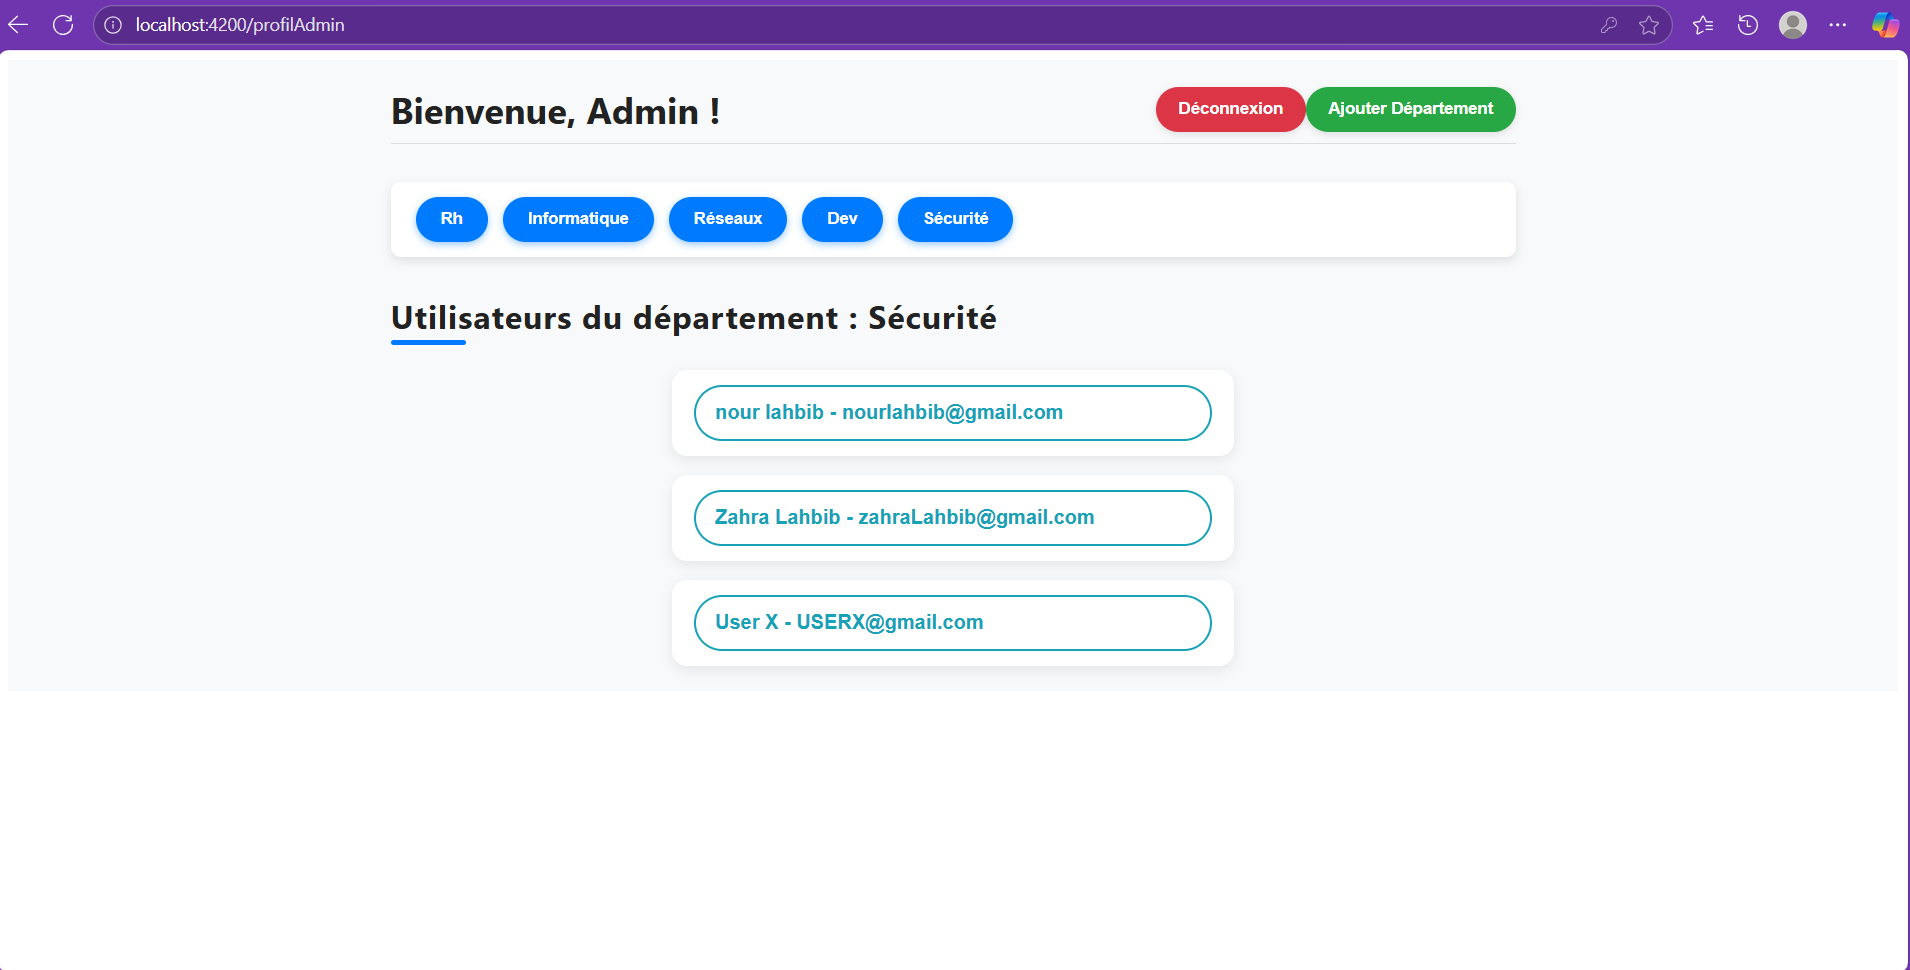 localhost:4200/profilAdmin
Bienvenue, Admin !
Déconnexion
Ajouter Département
Rh
Informatique
Réseaux
Dev
Sécurité
Utilisateurs du département : Sécurité
nour lahbib - nourlahbib@gmail.com
Zahra Lahbib - zahraLahbib@gmail.com
User X - USERX@gmail.com